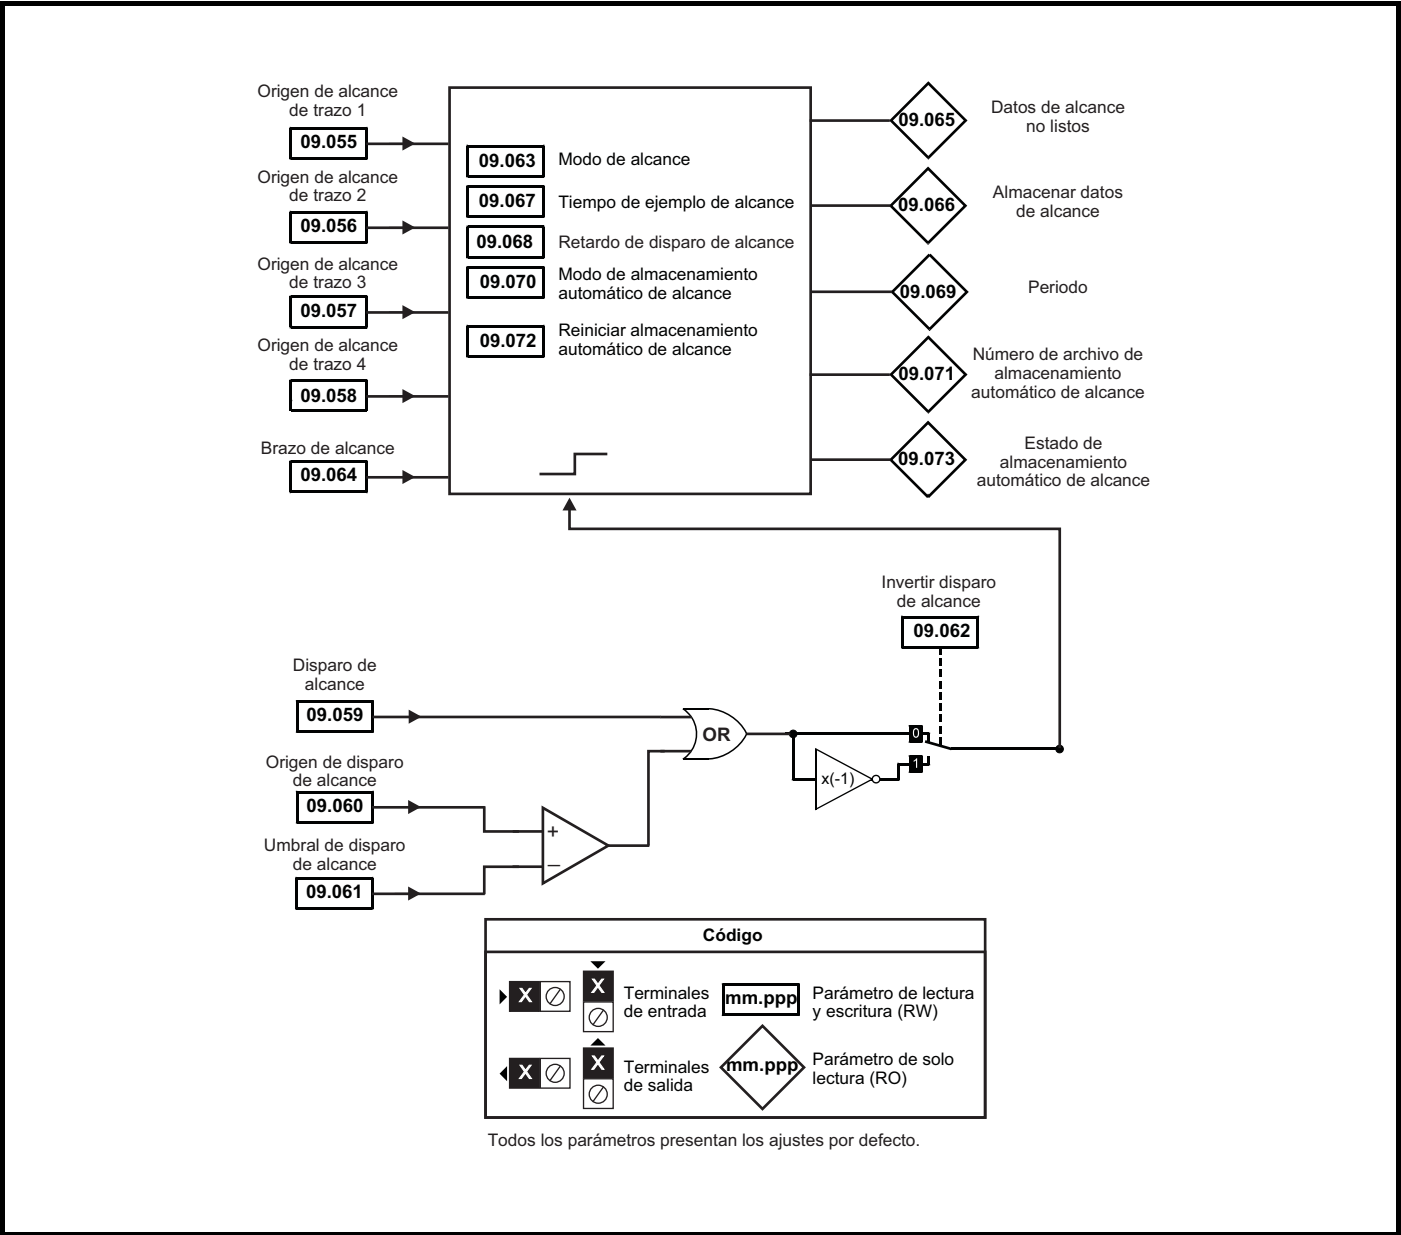 Origen de alcance
de trazo 1
09.055
Origen de alcance
de trazo 2
09.056
Origen de alcance
de trazo 3
09.057
Origen de alcance
de trazo 4
09.058
Brazo de alcance
09.064
09.063 Modo de alcance
09.067 Tiempo de ejemplo de alcance
09.068 Retardo de disparo de alcance
09.070 Modo de almacenamiento
automático de alcance
09.072 Reiniciar almacenamiento
automático de alcance
09.065 Datos de alcance
no listos
09.066 Almacenar datos
de alcance
09.069 Periodo
09.071 Número de archivo de
almacenamiento
automático de alcance
09.073 Estado de
almacenamiento
automático de alcance
Invertir disparo
de alcance
09.062
Disparo de
alcance
09.059
Origen de disparo
de alcance
09.060
Umbral de disparo
de alcance
09.061
+
–
OR
x(-1)
0
1
Código
X
X
Terminales
de entrada
mm.ppp
Parámetro de lectura
y escritura (RW)
X
X
Terminales
de salida
mm.ppp
Parámetro de solo
lectura (RO)
Todos los parámetros presentan los ajustes por defecto.